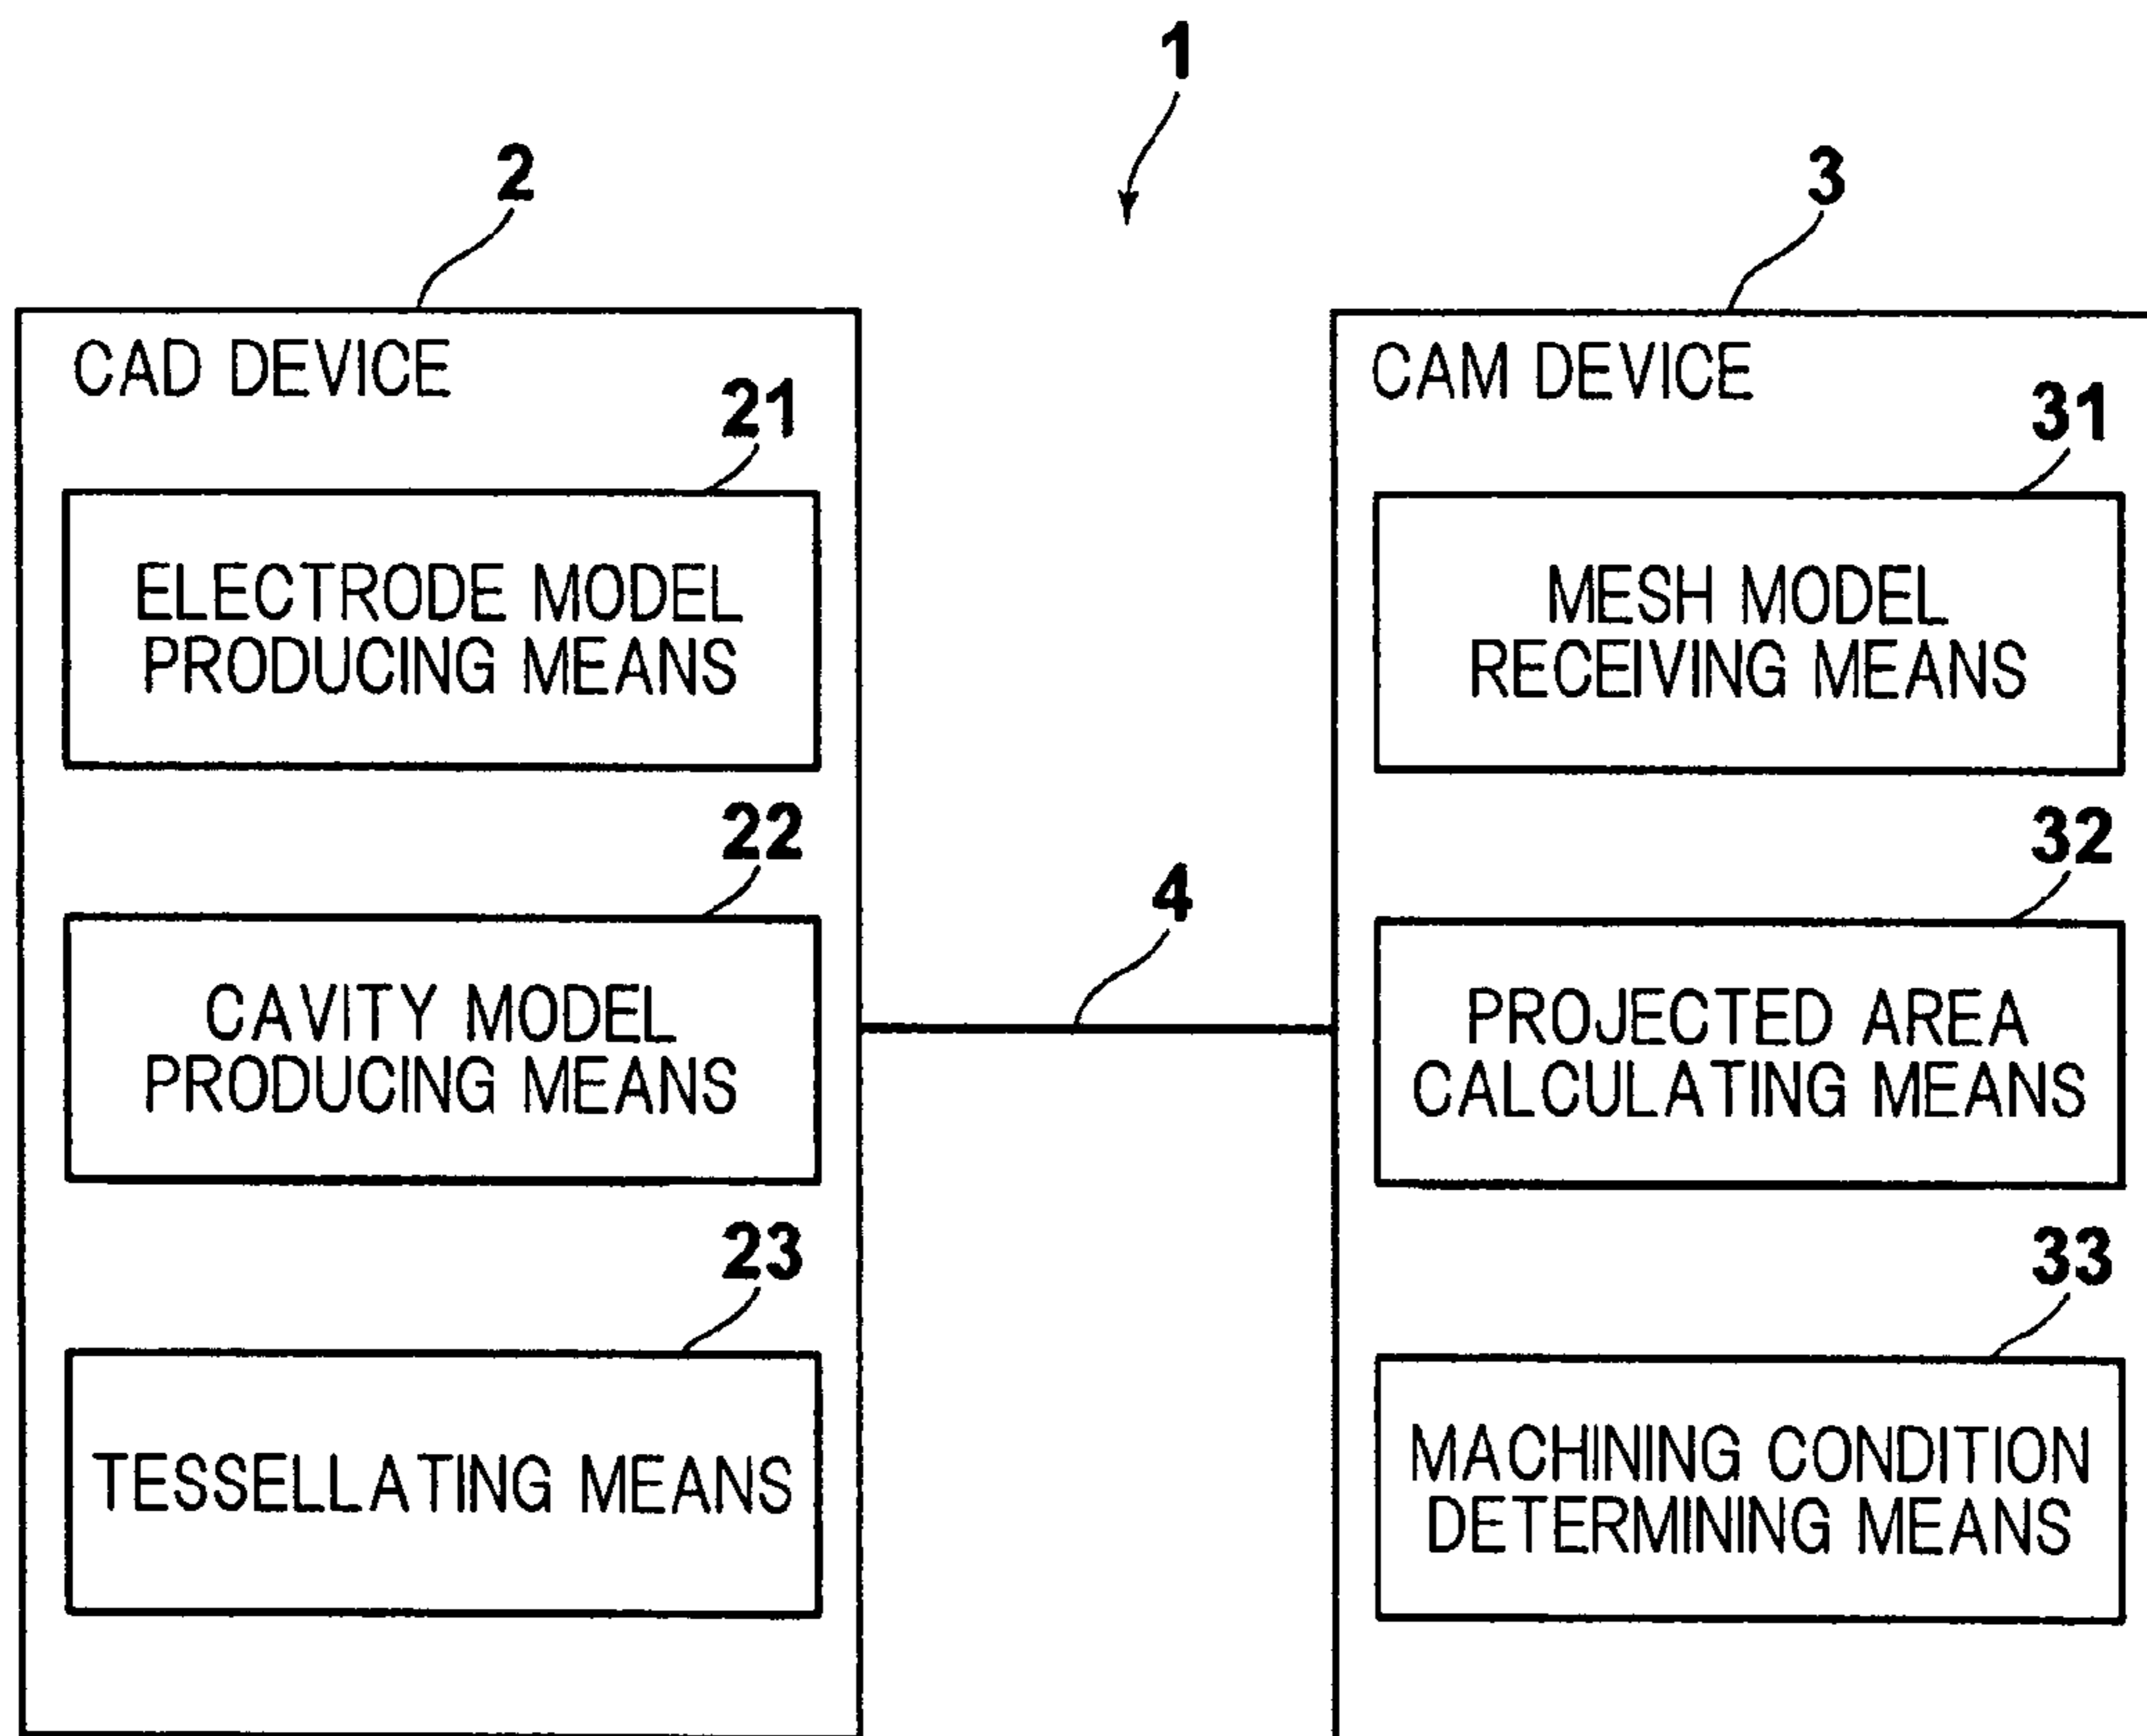 1
2
3
CAD DEVICE
21
ELECTRODE MODEL
PRODUCING MEANS
22
CAVITY MODEL
PRODUCING MEANS
23
TESSELLATING MEANS
4
CAM DEVICE
31
MESH MODEL
RECEIVING MEANS
32
PROJECTED AREA
CALCULATING MEANS
33
MACHINING CONDITION
DETERMINING MEANS